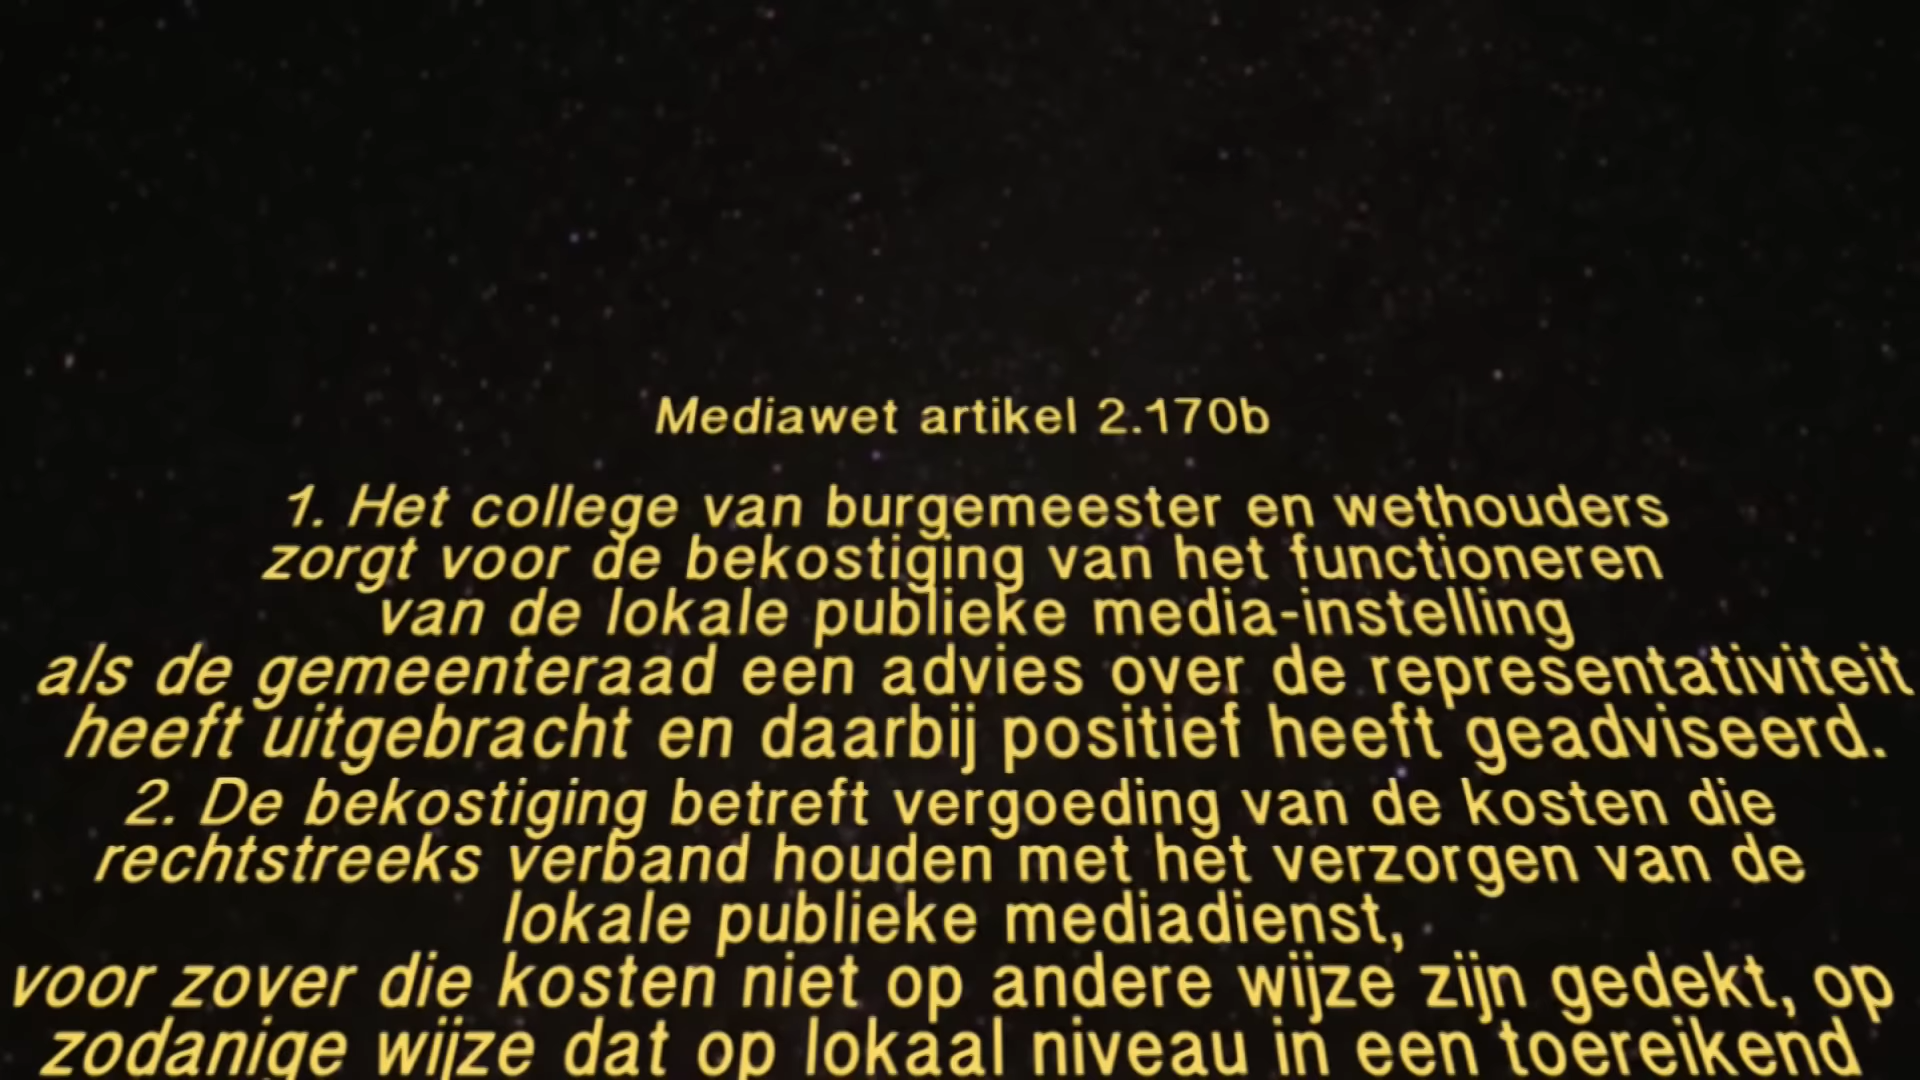 Mediawet artikel 2.170b
1. Het college van burgemeester en wethouders
zorgt voor de bekostiging van het functioneren
van de lokale publieke media-instelling
als de gemeenteraad een advies over de representativiteit
heeft uitgebracht en daarbij positief heeft geadviseerd.
2. De bekostiging betreft vergoeding van de kosten die
rechtstreeks verband houden met het verzorgen van de
lokale publieke mediadienst,
voor zover die kosten niet op andere wijze zijn gedekt, op
zodanige wijze dat op lokaal niveau in een toereikend